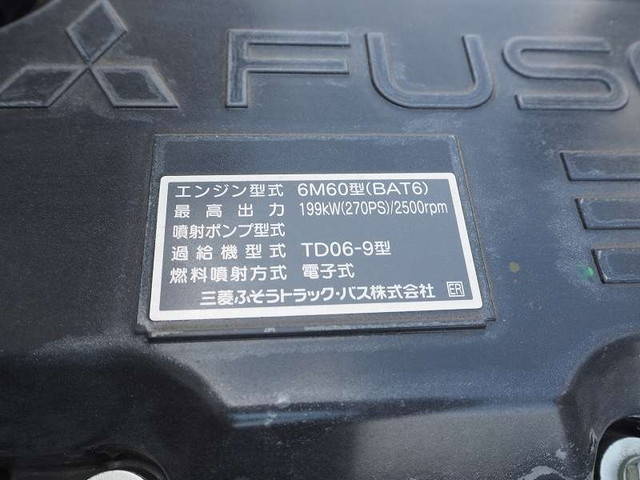 FUSO
エンジン型式 6M60型(BAT6)
最高出力 199kW(270PS)/2500rpm
噴射ポンプ型式
過給機型式 TD06-9型
燃料噴射方式 電子式
三菱ふそうトラック・バス株式会社 ER